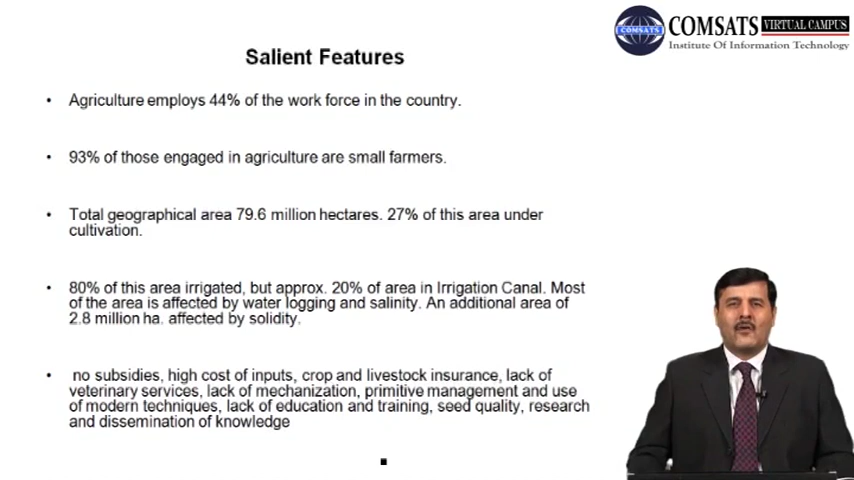 COMSATS VIRTUAL CAMPUS
COMSATS
Institute Of Information Technology
Salient Features
• Agriculture employs 44% of the work force in the country.
• 93% of those engaged in agriculture are small farmers.
• Total geographical area 79.6 million hectares. 27% of this area under
cultivation.
• 80% of this area irrigated, but approx. 20% of area in Irrigation Canal. Most
of the area is affected by water logging and salinity. An additional area of
2.8 million ha. affected by solidity.
• no subsidies, high cost of inputs, crop and livestock insurance, lack of
veterinary services, lack of mechanization, primitive management and use
of modern techniques, lack of education and training, seed quality, research
and dissemination of knowledge